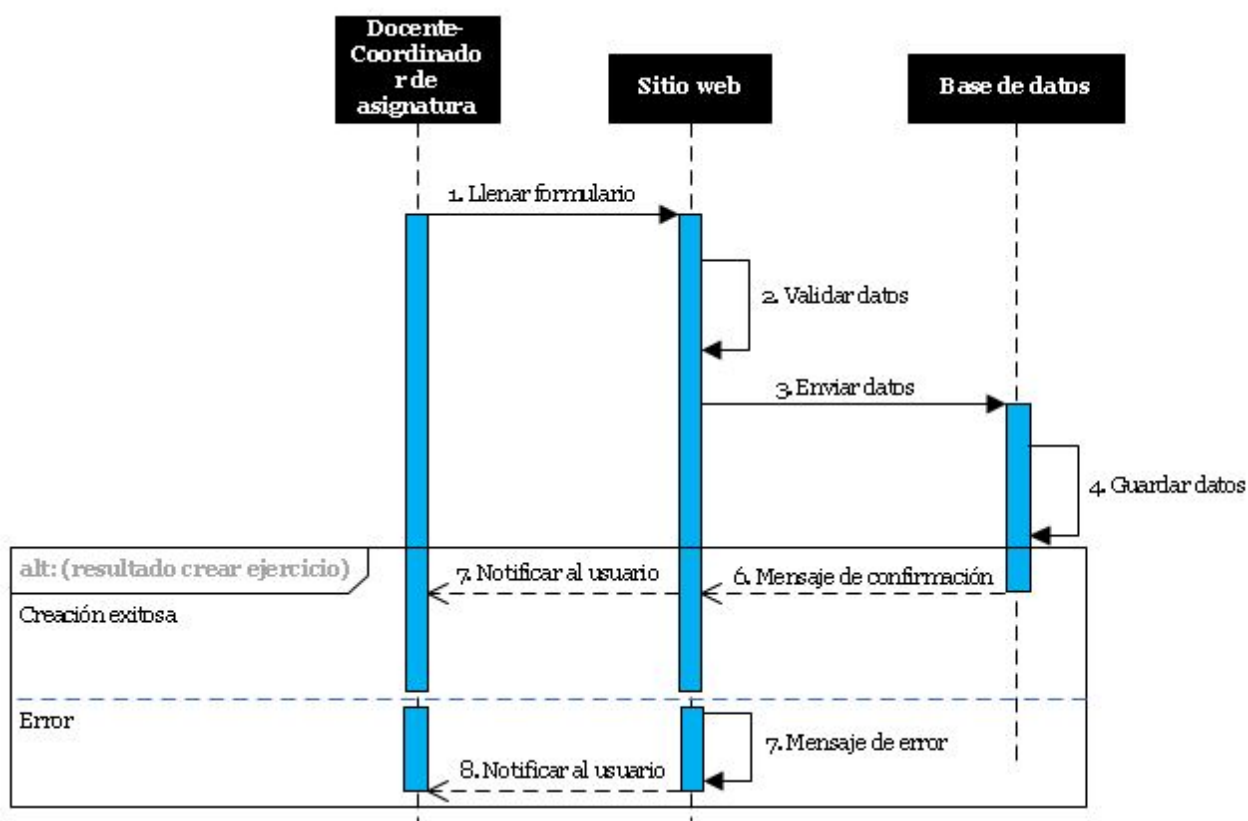 Docente-
Coordinado
r de
asignatura
Sitio web
Base de datos
1. Llenar formulario
2. Validar datos
3. Enviar datos
4. Guardar datos
alt: (resultado crear ejercicio)
7. Notificar al usuario
6. Mensaje de confirmación
Creación exitosa
Error
7. Mensaje de error
8. Notificar al usuario